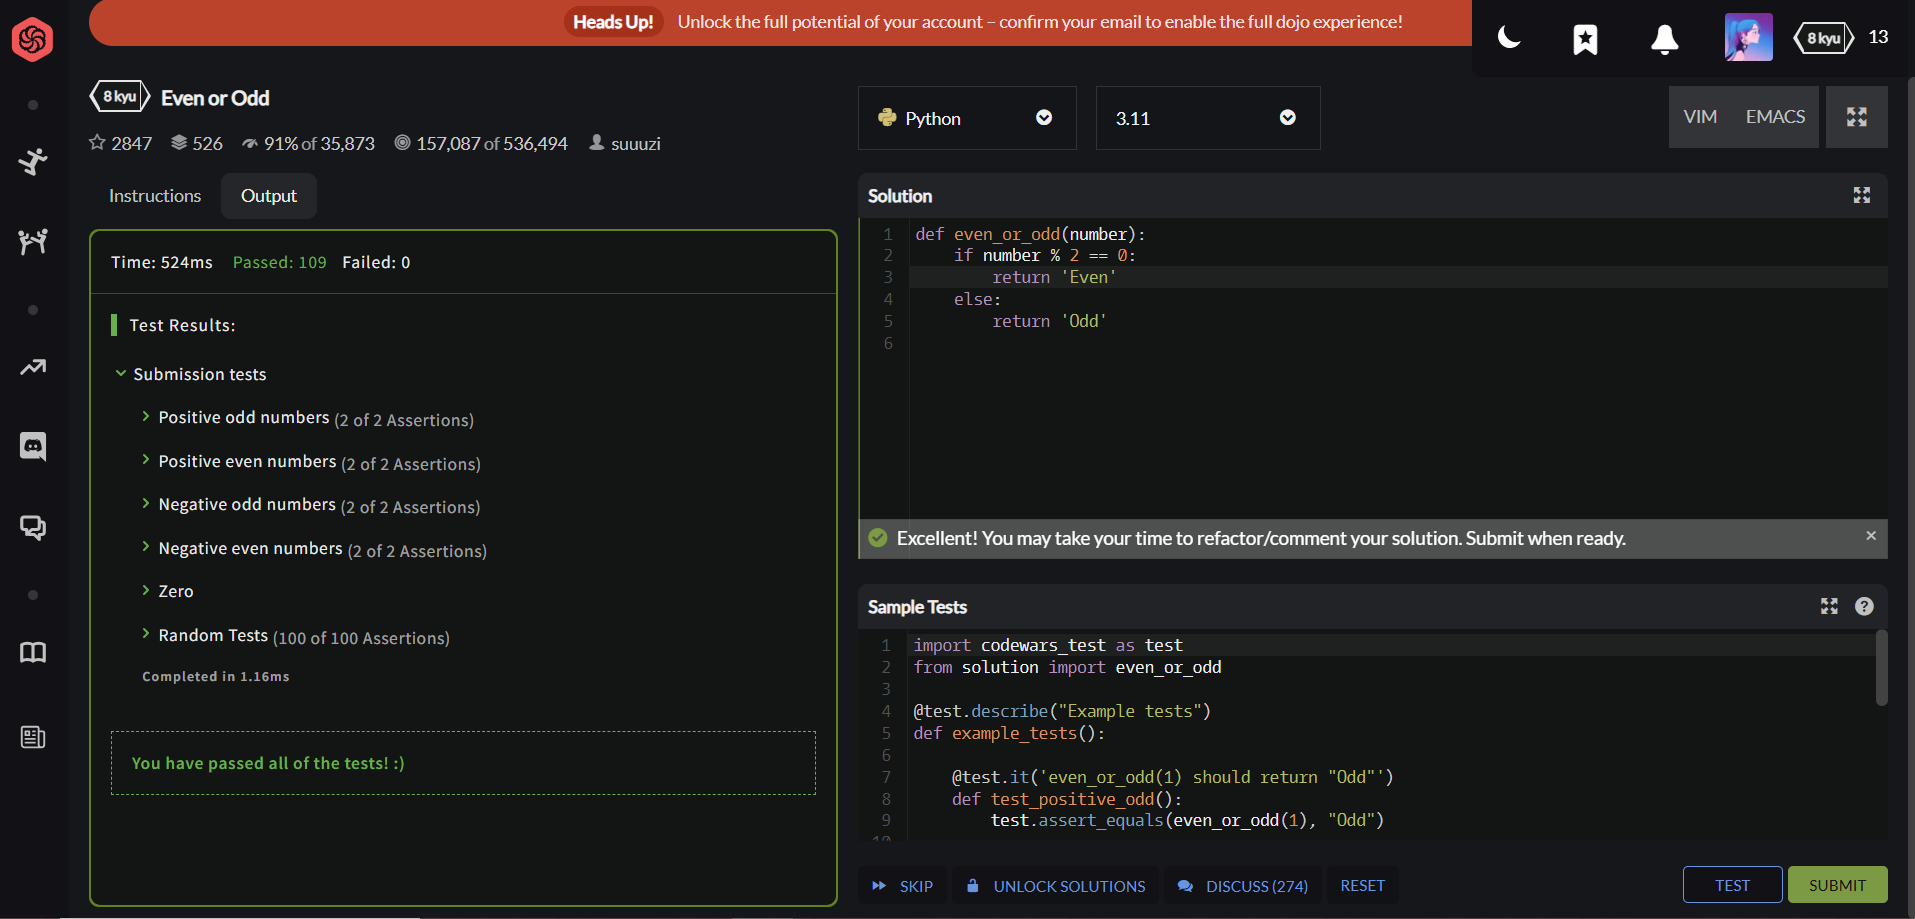 Heads Up! Unlock the full potential of your account – confirm your email to enable the full dojo experience!
8 kyu 13
8 kyu Even or Odd
2847 526 91% of 35,873 157,087 of 536,494 suuuzi
Python 3.11 VIM EMACS
Instructions Output
Time: 524ms Passed: 109 Failed: 0
Test Results:
Submission tests
Positive odd numbers (2 of 2 Assertions)
Positive even numbers (2 of 2 Assertions)
Negative odd numbers (2 of 2 Assertions)
Negative even numbers (2 of 2 Assertions)
Zero
Random Tests (100 of 100 Assertions)
Completed in 1.16ms
You have passed all of the tests! :)
Solution
1 def even_or_odd(number):
2     if number % 2 == 0:
3         return 'Even'
4     else:
5         return 'Odd'
6
Excellent! You may take your time to refactor/comment your solution. Submit when ready. ×
Sample Tests ?
1 import codewars_test as test
2 from solution import even_or_odd
3
4 @test.describe("Example tests")
5 def example_tests():
6
7     @test.it('even_or_odd(1) should return "Odd"')
8     def test_positive_odd():
9         test.assert_equals(even_or_odd(1), "Odd")
10
SKIP UNLOCK SOLUTIONS DISCUSS (274) RESET TEST SUBMIT